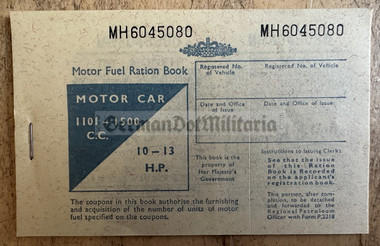 MH6045080
MH6045080
Motor Fuel Ration Book
MOTOR CAR
1101–1500
C.C.
10 – 13
H.P.
The coupons in this book authorise the furnishing
and acquisition of the number of units of motor
fuel specified on the coupons.
Registered No.
of Vehicle
Date and Office
of Issue
This book is the
property of
Her Majesty's
Government
Registered No.
of Vehicle
Date and Office of Issue
Instructions to Issuing Clerks
See that the issue
of this Ration
Book is Recorded
on the applicant's
registration book.
This portion, after com-
pletion, to be detached
and forwarded to the
Regional Petroleum
Officer with Form P.2218
GermanDotMilitaria